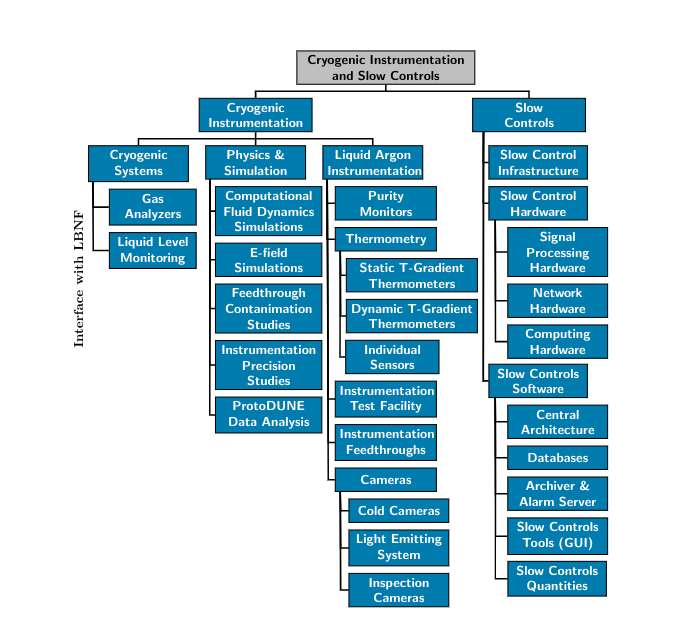 Cryogenic Instrumentation
and Slow Controls
Cryogenic
Instrumentation
Slow
Controls
Cryogenic
Systems
Physics &
Simulation
Liquid Argon
Instrumentation
Slow Control
Infrastructure
Gas
Analyzers
Liquid Level
Monitoring
Interface with LBNF
Computational
Fluid Dynamics
Simulations
E-field
Simulations
Feedthrough
Contanimation
Studies
Instrumentation
Precision
Studies
ProtoDUNE
Data Analysis
Purity
Monitors
Thermometry
Static T-Gradient
Thermometers
Dynamic T-Gradient
Thermometers
Individual
Sensors
Instrumentation
Test Facility
Instrumentation
Feedthroughs
Cameras
Cold Cameras
Light Emitting
System
Inspection
Cameras
Slow Control
Hardware
Signal
Processing
Hardware
Network
Hardware
Computing
Hardware
Slow Controls
Software
Central
Architecture
Databases
Archiver &
Alarm Server
Slow Controls
Tools (GUI)
Slow Controls
Quantities